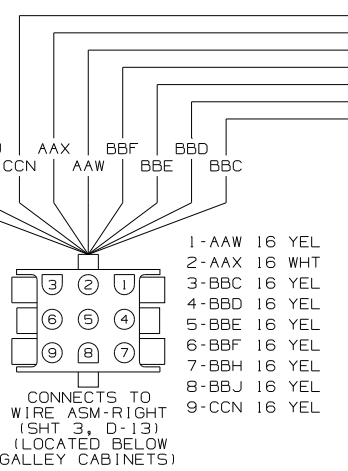 AAX BBF BBD
CCN AAW BBE BBC
1-AAW 16 YEL
2-AAX 16 WHT
3-BBC 16 YEL
4-BBD 16 YEL
5-BBE 16 YEL
6-BBF 16 YEL
7-BBH 16 YEL
8-BBJ 16 YEL
9-CCN 16 YEL
3 2 1
6 5 4
9 8 7
CONNECTS TO
WIRE ASM-RIGHT
(SHT 3, D-13)
(LOCATED BELOW
GALLEY CABINETS)